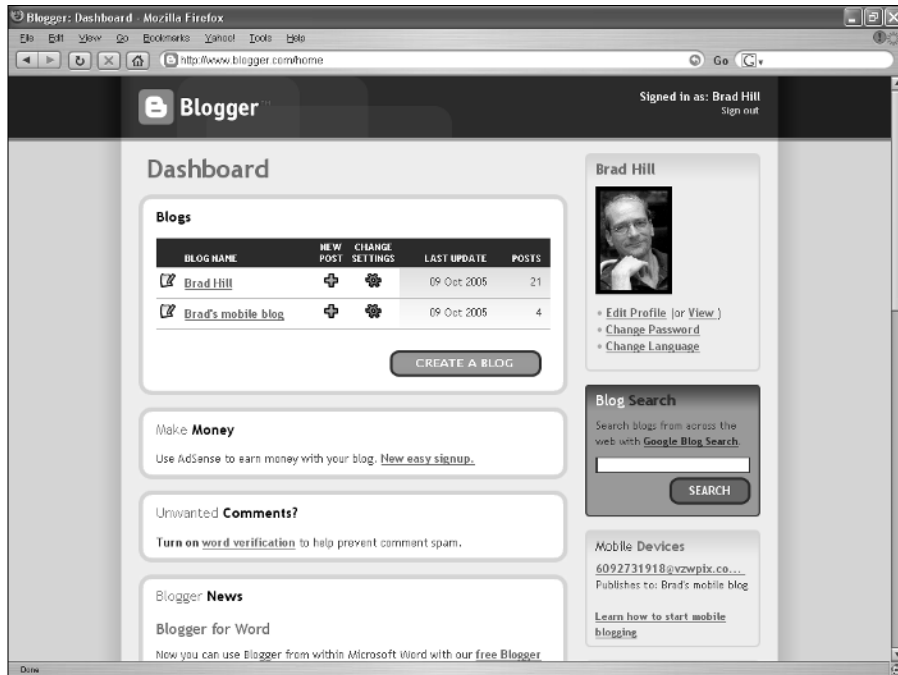 Blogger: Dashboard - Mozilla Firefox
File Edit View Go Bookmarks Yahoo! Tools Help
http://www.blogger.com/home
Go
Blogger™
Signed in as: Brad Hill
Sign out
Dashboard
Blogs
BLOG NAME NEW POST CHANGE SETTINGS LAST UPDATE POSTS
Brad Hill 09 Oct 2005 21
Brad's mobile blog 09 Oct 2005 4
CREATE A BLOG
Make Money
Use AdSense to earn money with your blog. New easy signup.
Unwanted Comments?
Turn on word verification to help prevent comment spam.
Blogger News
Blogger for Word
Now you can use Blogger from within Microsoft Word with our free Blogger
Brad Hill
Edit Profile (or View )
Change Password
Change Language
Blog Search
Search blogs from across the
web with Google Blog Search.
SEARCH
Mobile Devices
6092731918@vzwpix.co...
Publishes to: Brad's mobile blog
Learn how to start mobile
blogging
Done